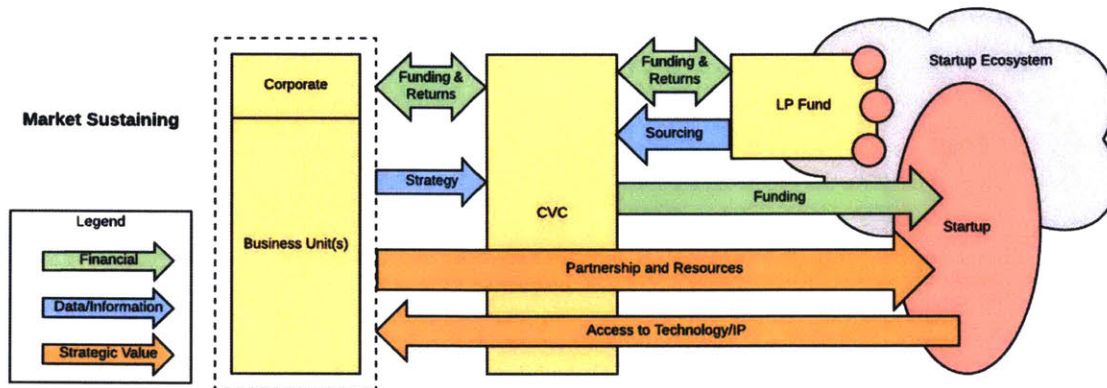 Market Sustaining
Legend
Financial
Data/Information
Strategic Value
Corporate
Business Unit(s)
Funding &
Returns
Strategy
CVC
Funding &
Returns
Sourcing
LP Fund
Startup Ecosystem
Funding
Startup
Partnership and Resources
Access to Technology/IP